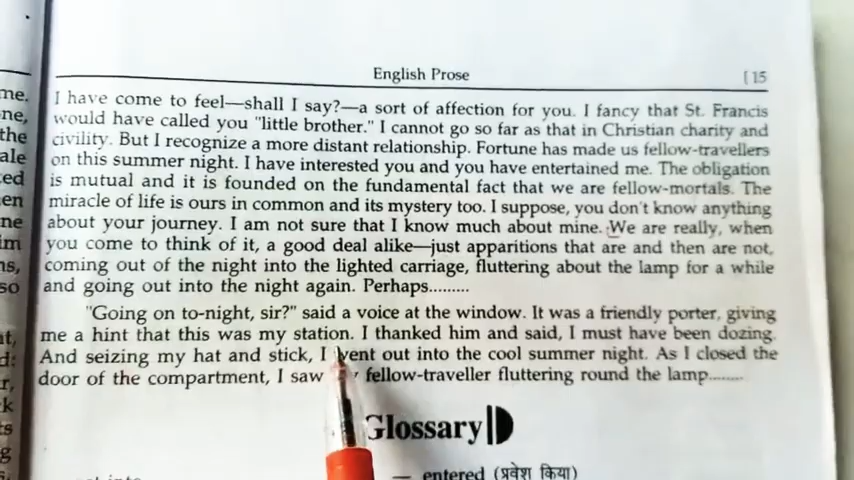 English Prose [ 15
I have come to feel—shall I say?—a sort of affection for you. I fancy that St. Francis
would have called you "little brother." I cannot go so far as that in Christian charity and
civility. But I recognize a more distant relationship. Fortune has made us fellow-travellers
on this summer night. I have interested you and you have entertained me. The obligation
is mutual and it is founded on the fundamental fact that we are fellow-mortals. The
miracle of life is ours in common and its mystery too. I suppose, you don't know anything
about your journey. I am not sure that I know much about mine. We are really, when
you come to think of it, a good deal alike—just apparitions that are and then are not,
coming out of the night into the lighted carriage, fluttering about the lamp for a while
and going out into the night again. Perhaps.........
"Going on to-night, sir?" said a voice at the window. It was a friendly porter, giving
me a hint that this was my station. I thanked him and said, I must have been dozing.
And seizing my hat and stick, I went out into the cool summer night. As I closed the
door of the compartment, I saw fellow-traveller fluttering round the lamp........
Glossary
— entered (प्रवेश किया)